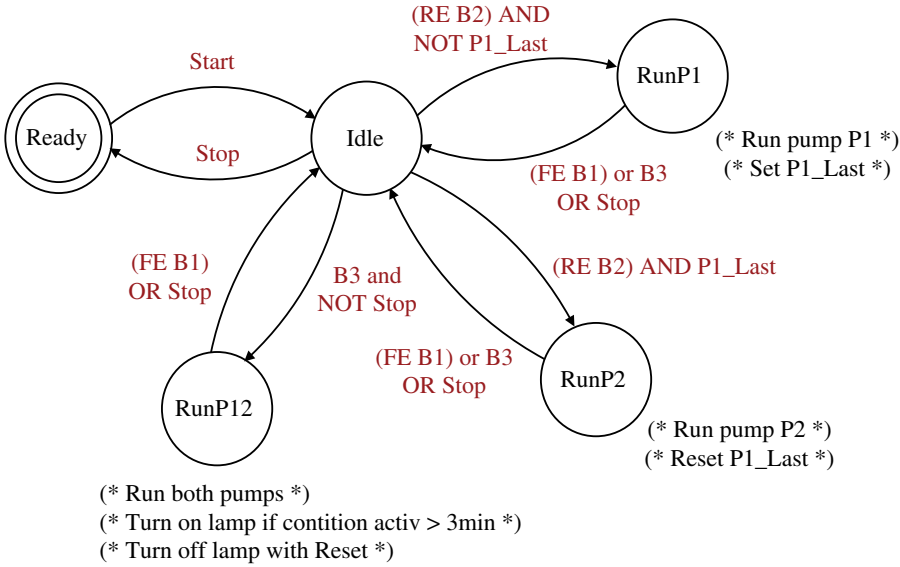 (RE B2) AND
NOT P1_Last
Start
RunP1
Ready
Idle
Stop
(* Run pump P1 *)
(* Set P1_Last *)
(FE B1) or B3
OR Stop
(FE B1)
OR Stop
B3 and
NOT Stop
(RE B2) AND P1_Last
(FE B1) or B3
OR Stop
RunP2
RunP12
(* Run pump P2 *)
(* Reset P1_Last *)
(* Run both pumps *)
(* Turn on lamp if contition activ > 3min *)
(* Turn off lamp with Reset *)